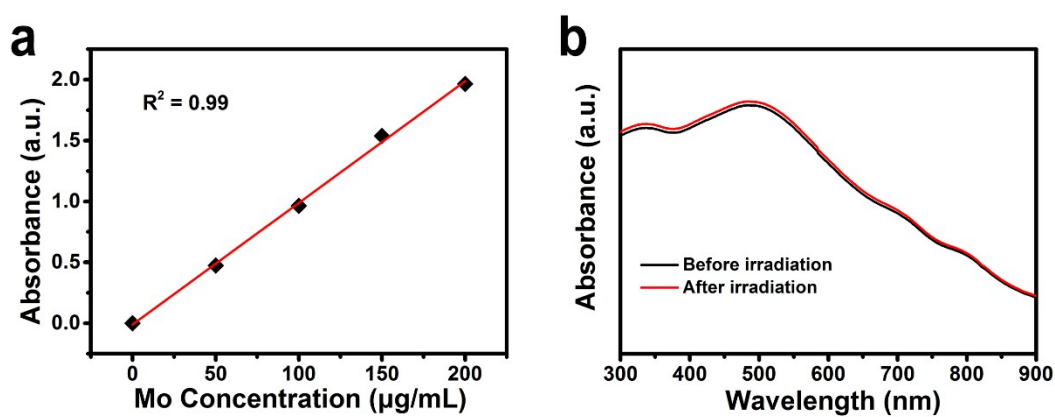 a
R² = 0.99
Absorbance (a.u.)
2.0
1.5
1.0
0.5
0.0
0 50 100 150 200
Mo Concentration (µg/mL)
b
Absorbance (a.u.)
Before irradiation
After irradiation
300 400 500 600 700 800 900
Wavelength (nm)